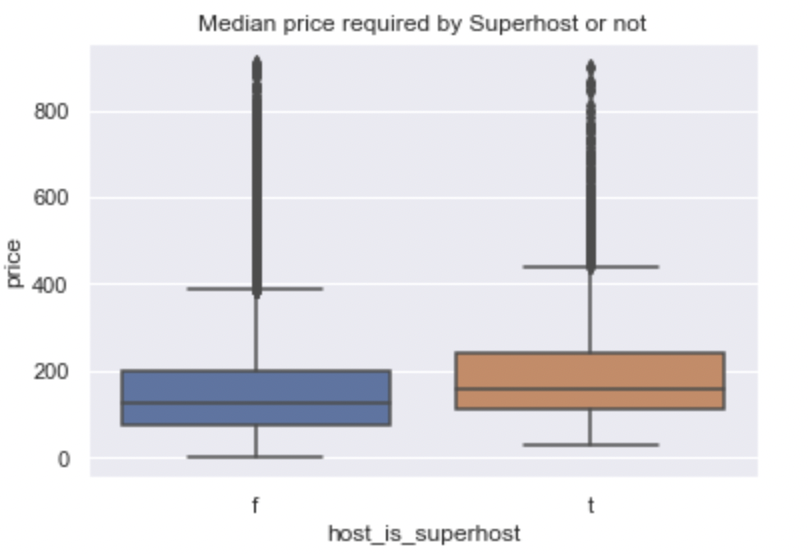 Median price required by Superhost or not
800
600
400
200
0
price
f
t
host_is_superhost